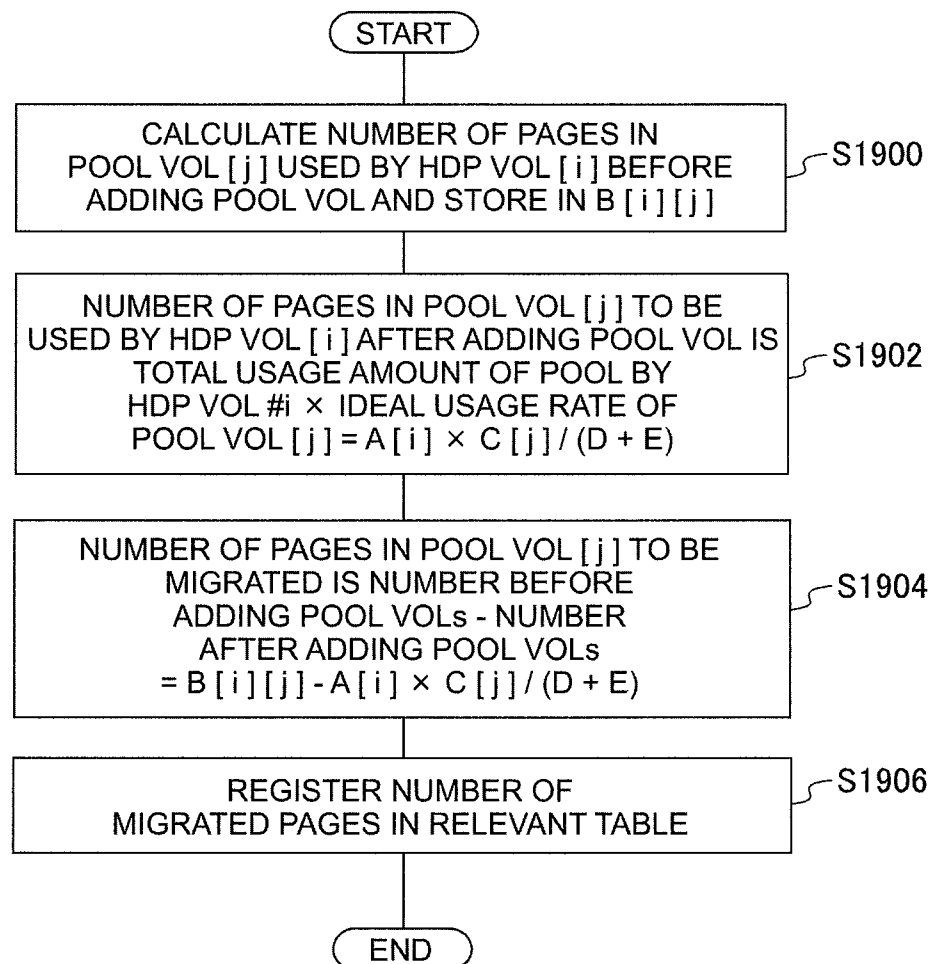 START
CALCULATE NUMBER OF PAGES IN
POOL VOL [ j ] USED BY HDP VOL [ i ] BEFORE
ADDING POOL VOL AND STORE IN B [ i ] [ j ]
S1900
NUMBER OF PAGES IN POOL VOL [ j ] TO BE
USED BY HDP VOL [ i ] AFTER ADDING POOL VOL IS
TOTAL USAGE AMOUNT OF POOL BY
HDP VOL #i × IDEAL USAGE RATE OF
POOL VOL [ j ] = A [ i ] × C [ j ] / (D + E)
S1902
NUMBER OF PAGES IN POOL VOL [ j ] TO BE
MIGRATED IS NUMBER BEFORE
ADDING POOL VOLs - NUMBER
AFTER ADDING POOL VOLs
= B [ i ] [ j ] - A [ i ] × C [ j ] / (D + E)
S1904
REGISTER NUMBER OF
MIGRATED PAGES IN RELEVANT TABLE
S1906
END